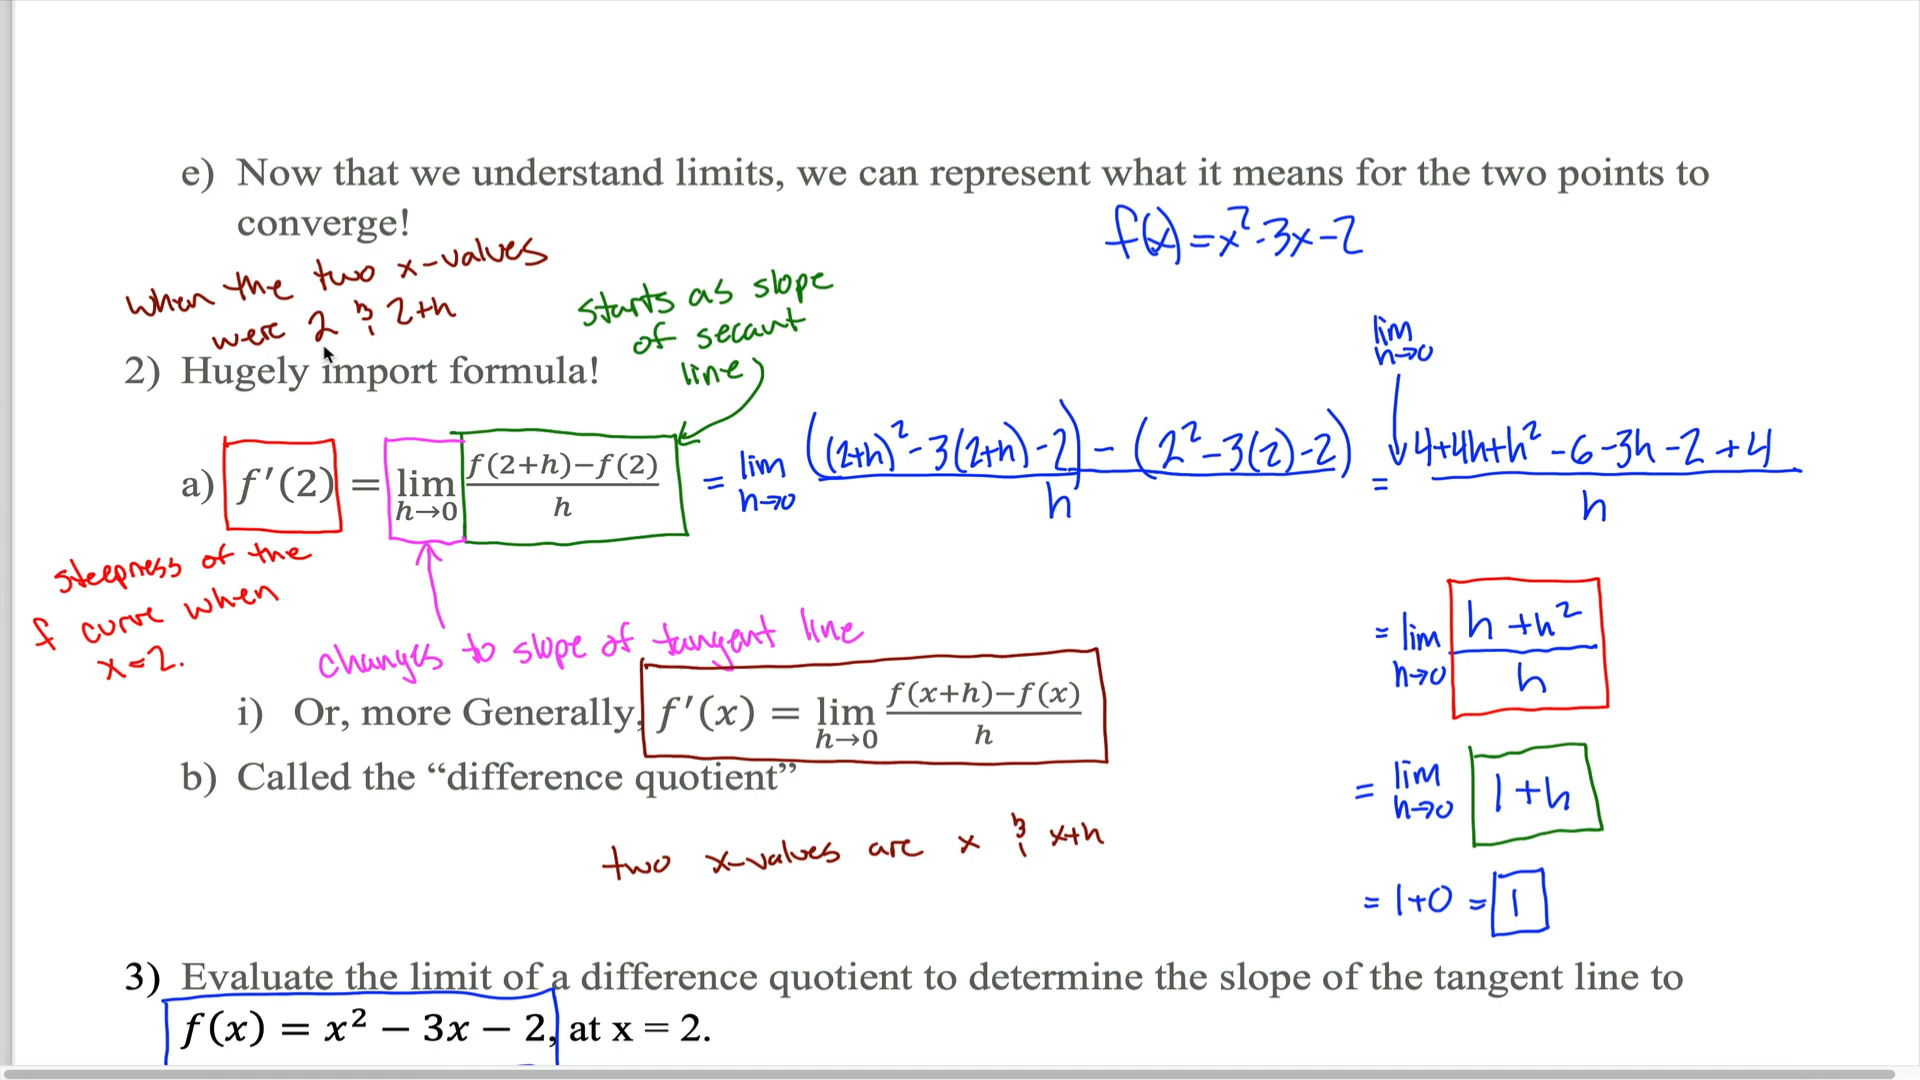 e) Now that we understand limits, we can represent what it means for the two points to
converge!
f(x) = x² - 3x - 2
when the two x-values
were 2 & 2+h
starts as slope
of secant
line
2) Hugely import formula!
a) f′(2) = lim h→0 (f(2+h)−f(2))/h = lim h→0 (((2+h)² - 3(2+h) - 2) - (2² - 3(2) - 2))/h = lim h→0 (4+4h+h² - 6 - 3h - 2 + 4)/h
steepness of the
f curve when
x=2.
changes to slope of tangent line
= lim h→0 (h + h²)/h
i) Or, more Generally, f′(x) = lim h→0 (f(x+h)−f(x))/h
b) Called the “difference quotient”
= lim h→0 1+h
two x-values are x & x+h
= 1+0 = 1
3) Evaluate the limit of a difference quotient to determine the slope of the tangent line to
f(x) = x² − 3x − 2, at x = 2.